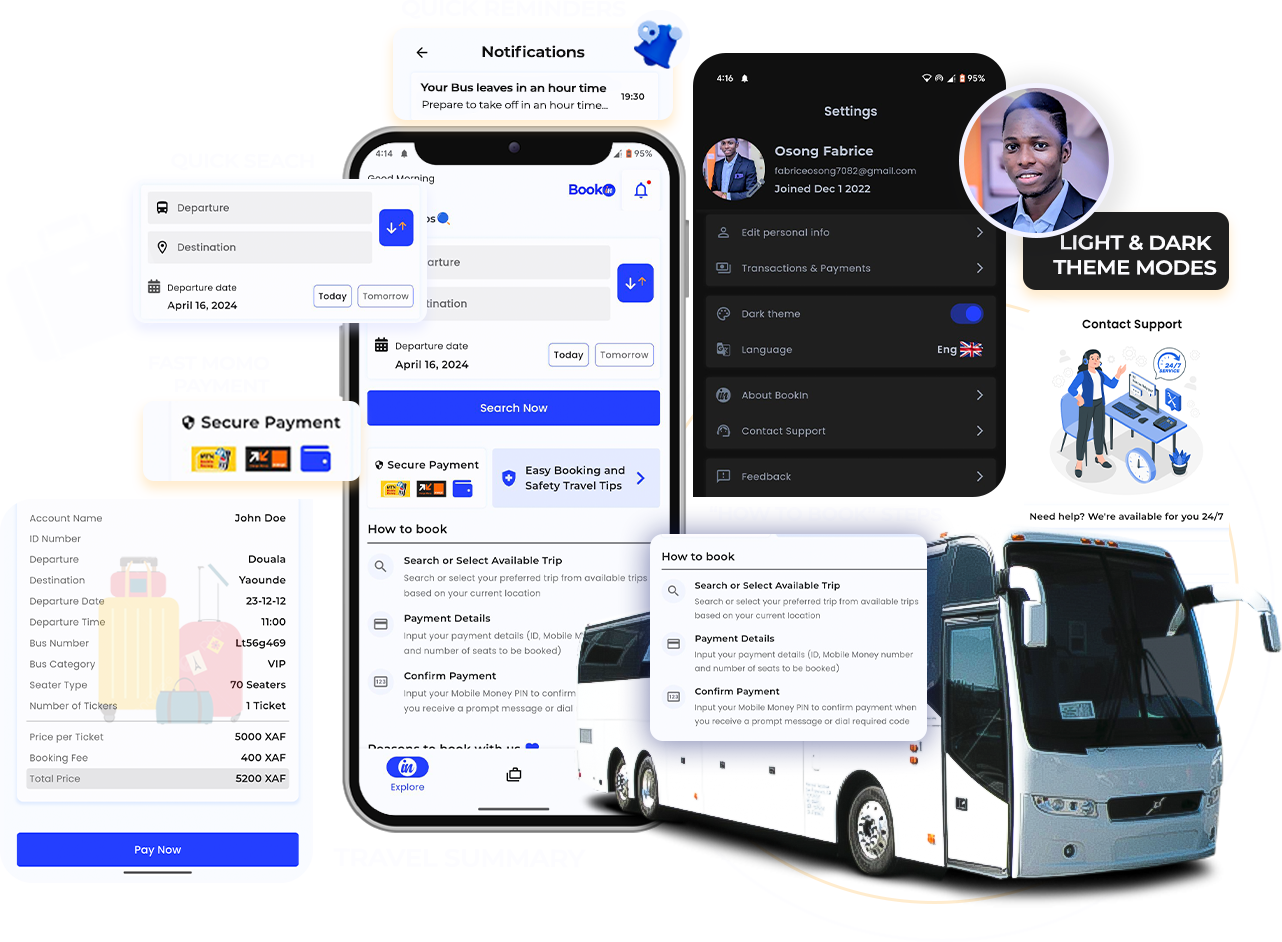 QUICK REMINDERS
Notifications
Your Bus leaves in an hour time
Prepare to take off in an hour time...
19:30
QUICK SEACH
Departure
Destination
Departure date
April 16, 2024
Today
Tomorrow
FAST MOMO
PAYMENT
Secure Payment
Account Name John Doe
ID Number
Departure Douala
Destination Yaounde
Departure Date 23-12-12
Departure Time 11:00
Bus Number Lt56g469
Bus Category VIP
Seater Type 70 Seaters
Number of Tickers 1 Ticket
Price per Ticket 5000 XAF
Booking Fee 400 XAF
Total Price 5200 XAF
Pay Now
TRAVEL SUMMARY
4:14
95%
Good Morning
Bookin
os
arture
tination
Departure date
April 16, 2024
Today
Tomorrow
Search Now
Secure Payment
Easy Booking and
Safety Travel Tips
How to book
Search or Select Available Trip
Search or select your preferred trip from available trips
based on your current location
Payment Details
Input your payment details (ID, Mobile M
and number of seats to be booked)
Confirm Payment
Input your Mobile Money PIN to confirm
you receive a prompt message or dial
Reasons to book with us
in
Explore
4:16
95%
Settings
Osong Fabrice
fabriceosong7082@gmail.com
Joined Dec 1 2022
Edit personal info
Transactions & Payments
Dark theme
Language
Eng
About BookIn
Contact Support
Feedback
LIGHT & DARK
THEME MODES
Contact Support
24/7
SERVICE
Need help? We're available for you 24/7
How to book
Search or Select Available Trip
Search or select your preferred trip from available trips
based on your current location
Payment Details
Input your payment details (ID, Mobile Money number
and number of seats to be booked)
Confirm Payment
Input your Mobile Money PIN to confirm payment when
you receive a prompt message or dial required code